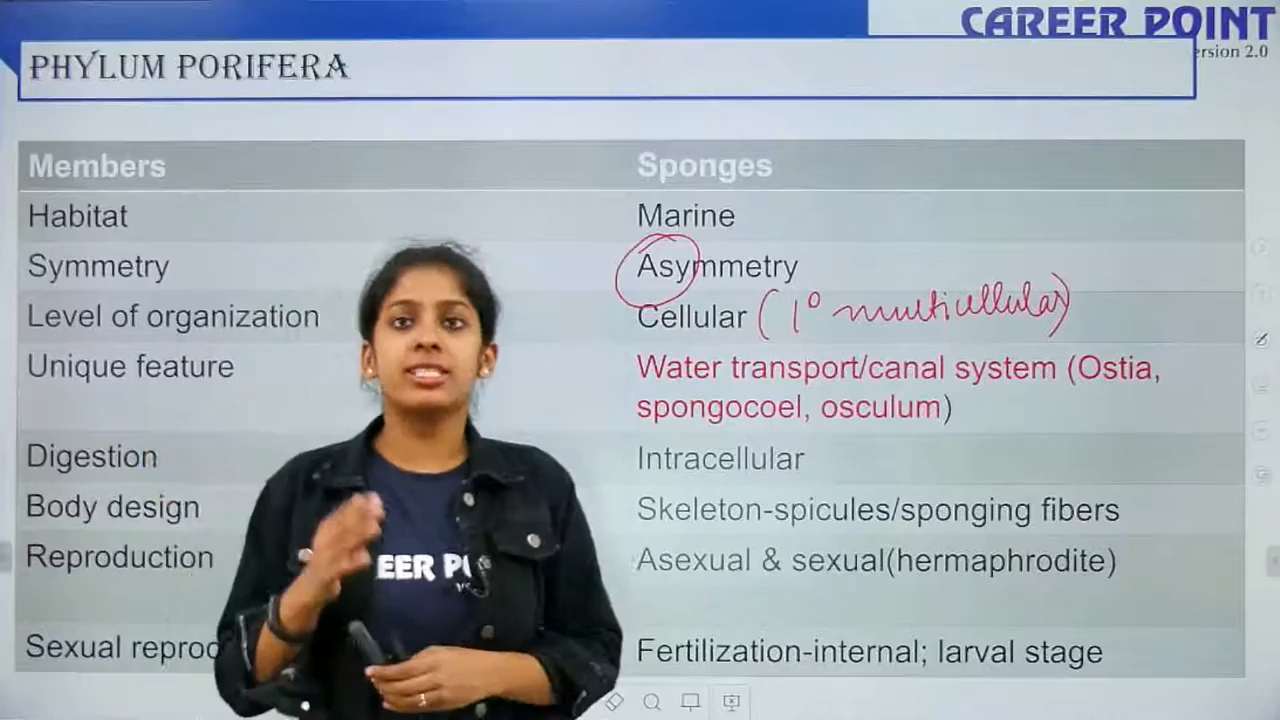 CAREER POINT
ersion 2.0
PHYLUM PORIFERA
Members Sponges
Habitat Marine
Symmetry Asymmetry
Level of organization Cellular (1° multicellular)
Unique feature Water transport/canal system (Ostia,
spongocoel, osculum)
Digestion Intracellular
Body design Skeleton-spicules/sponging fibers
Reproduction Asexual & sexual(hermaphrodite)
Sexual reproc Fertilization-internal; larval stage
EER PO